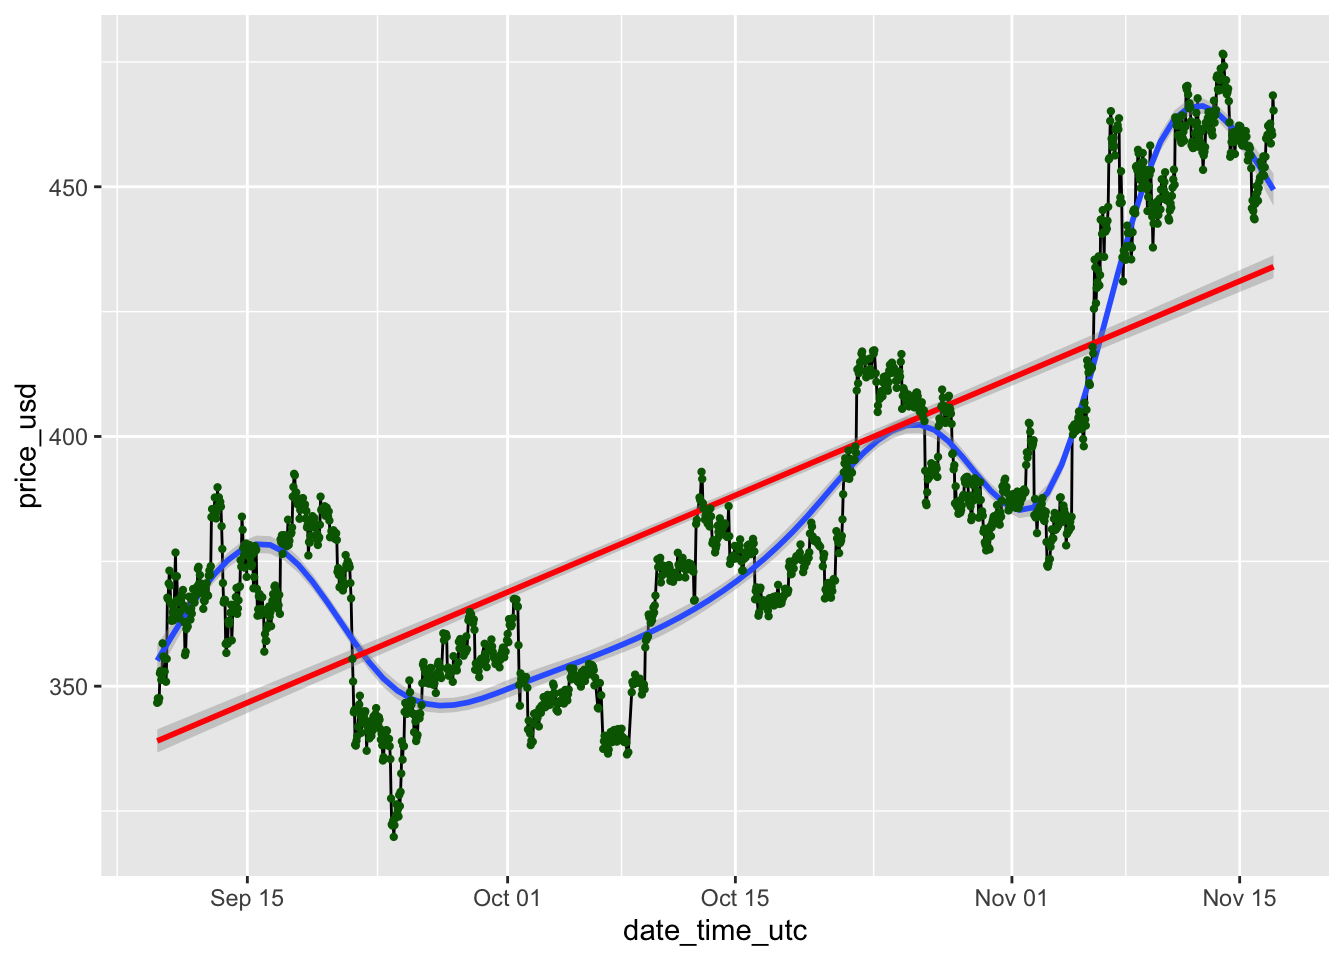 price_usd
450
400
350
Sep 15
Oct 01
Oct 15
Nov 01
Nov 15
date_time_utc